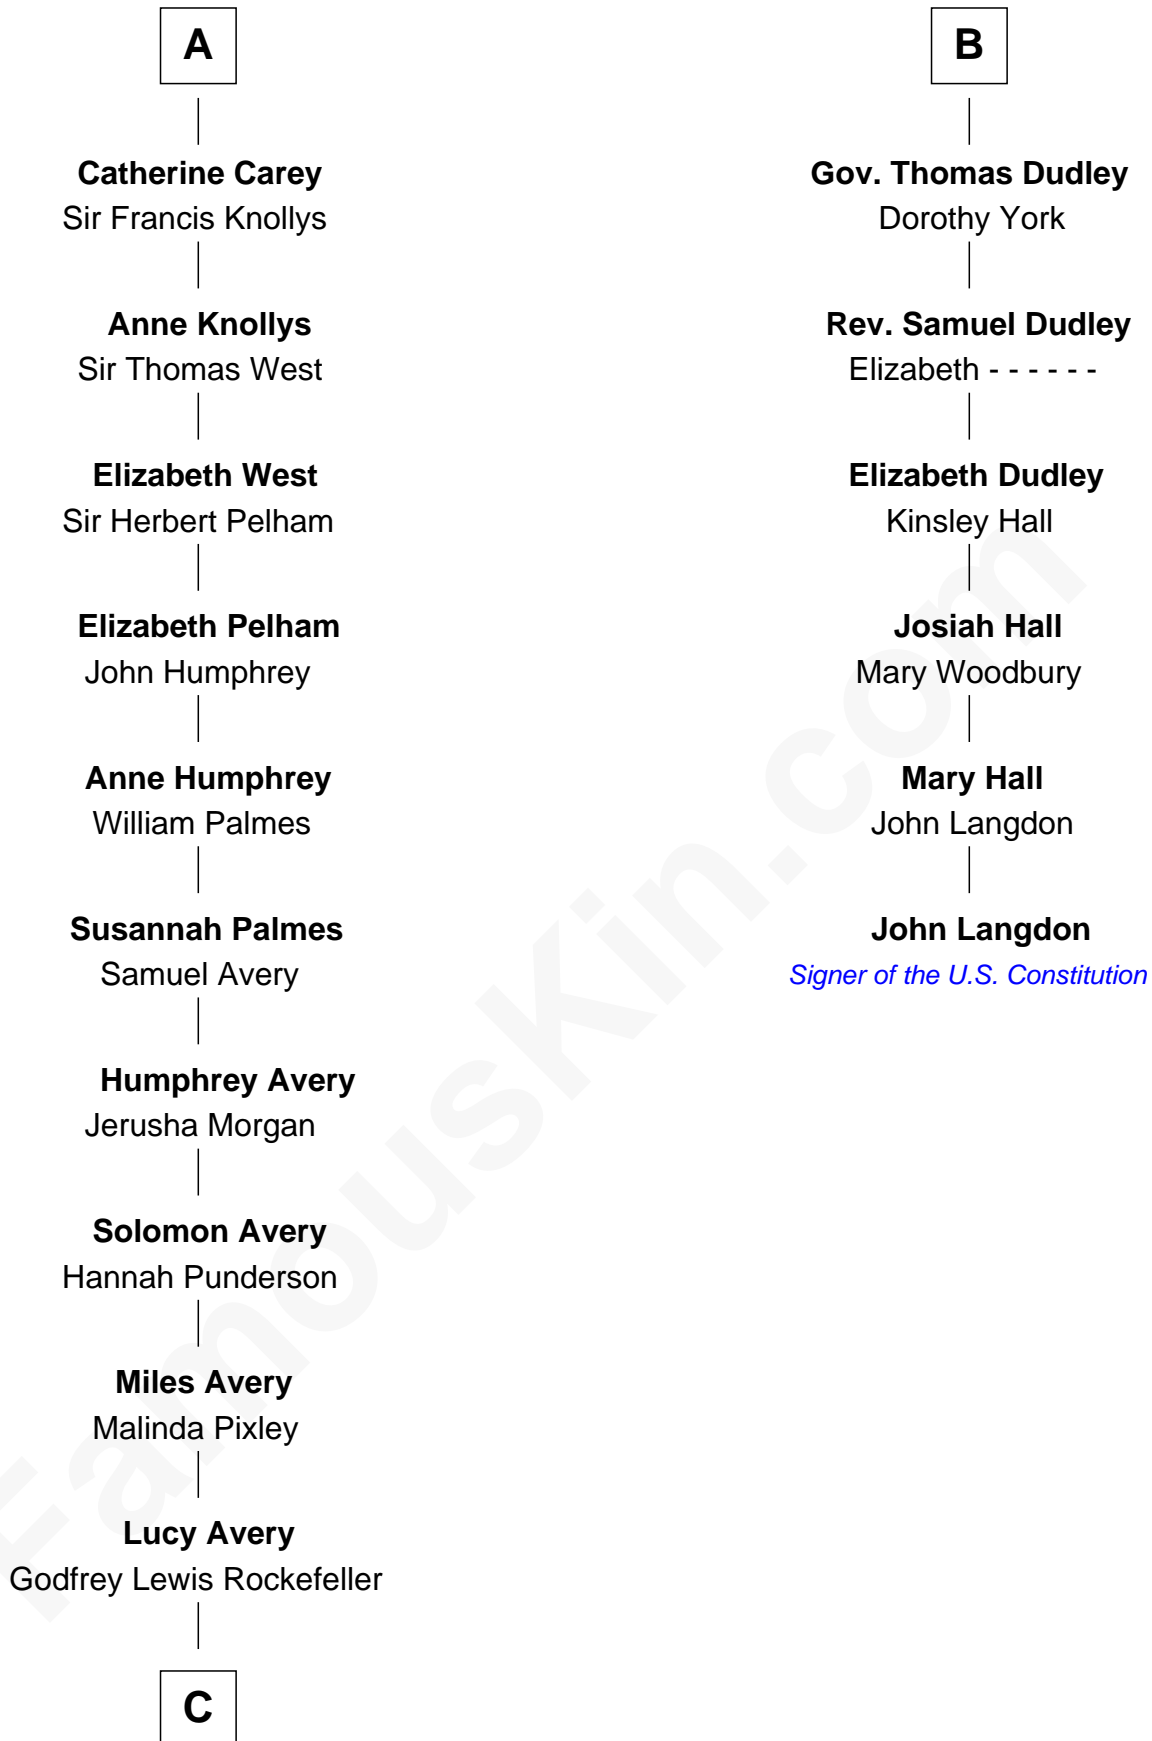 A
Catherine Carey
Sir Francis Knollys
Anne Knollys
Sir Thomas West
Elizabeth West
Sir Herbert Pelham
Elizabeth Pelham
John Humphrey
Anne Humphrey
William Palmes
Susannah Palmes
Samuel Avery
Humphrey Avery
Jerusha Morgan
Solomon Avery
Hannah Punderson
Miles Avery
Malinda Pixley
Lucy Avery
Godfrey Lewis Rockefeller
C
B
Gov. Thomas Dudley
Dorothy York
Rev. Samuel Dudley
Elizabeth - - - - - -
Elizabeth Dudley
Kinsley Hall
Josiah Hall
Mary Woodbury
Mary Hall
John Langdon
John Langdon
Signer of the U.S. Constitution
FamousKin.com